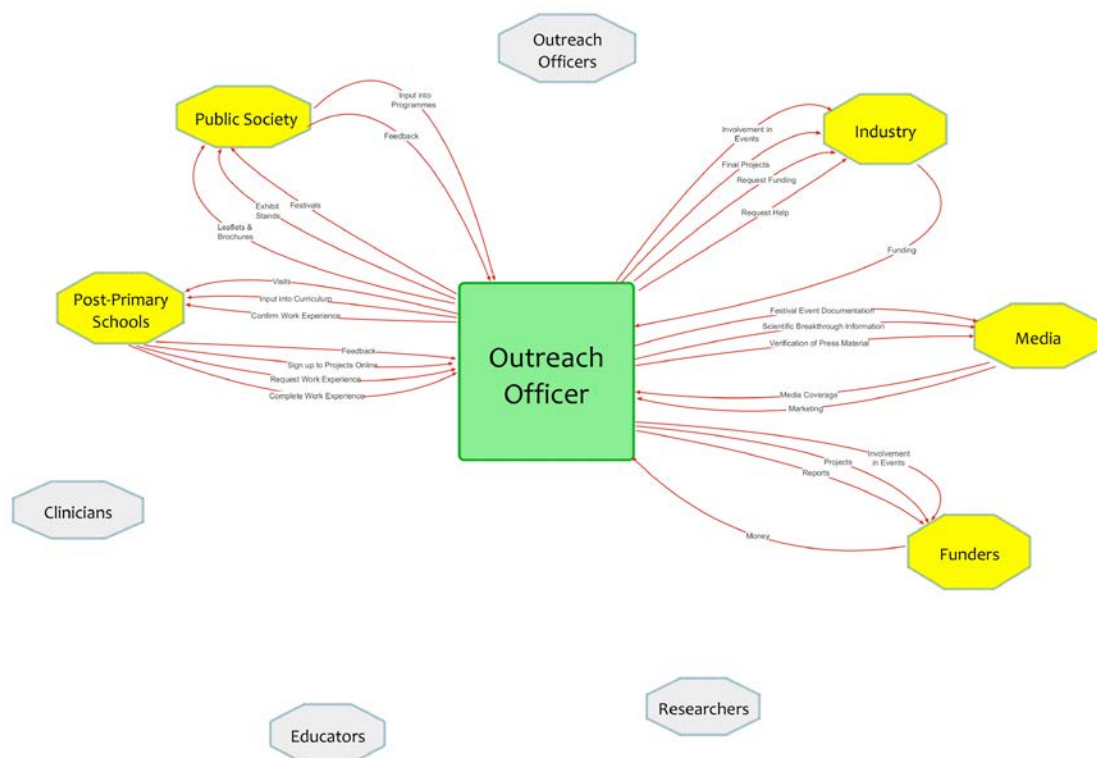 Outreach
Officers
Public Society
Input into
Programmes
Feedback
Involvement in
Events
Industry
Final Projects
Request Funding
Request Help
Festivals
Exhibit
Stands
Leaflets &
Brochures
Funding
Post-Primary
Schools
Visits
Input into Curriculum
Confirm Work Experience
Feedback
Sign up to Projects Online
Request Work Experience
Complete Work Experience
Outreach
Officer
Festival Event Documentation
Scientific Breakthrough Information
Verification of Press Material
Media
Media Coverage
Marketing
Involvement
in Events
Projects
Reports
Money
Funders
Clinicians
Researchers
Educators